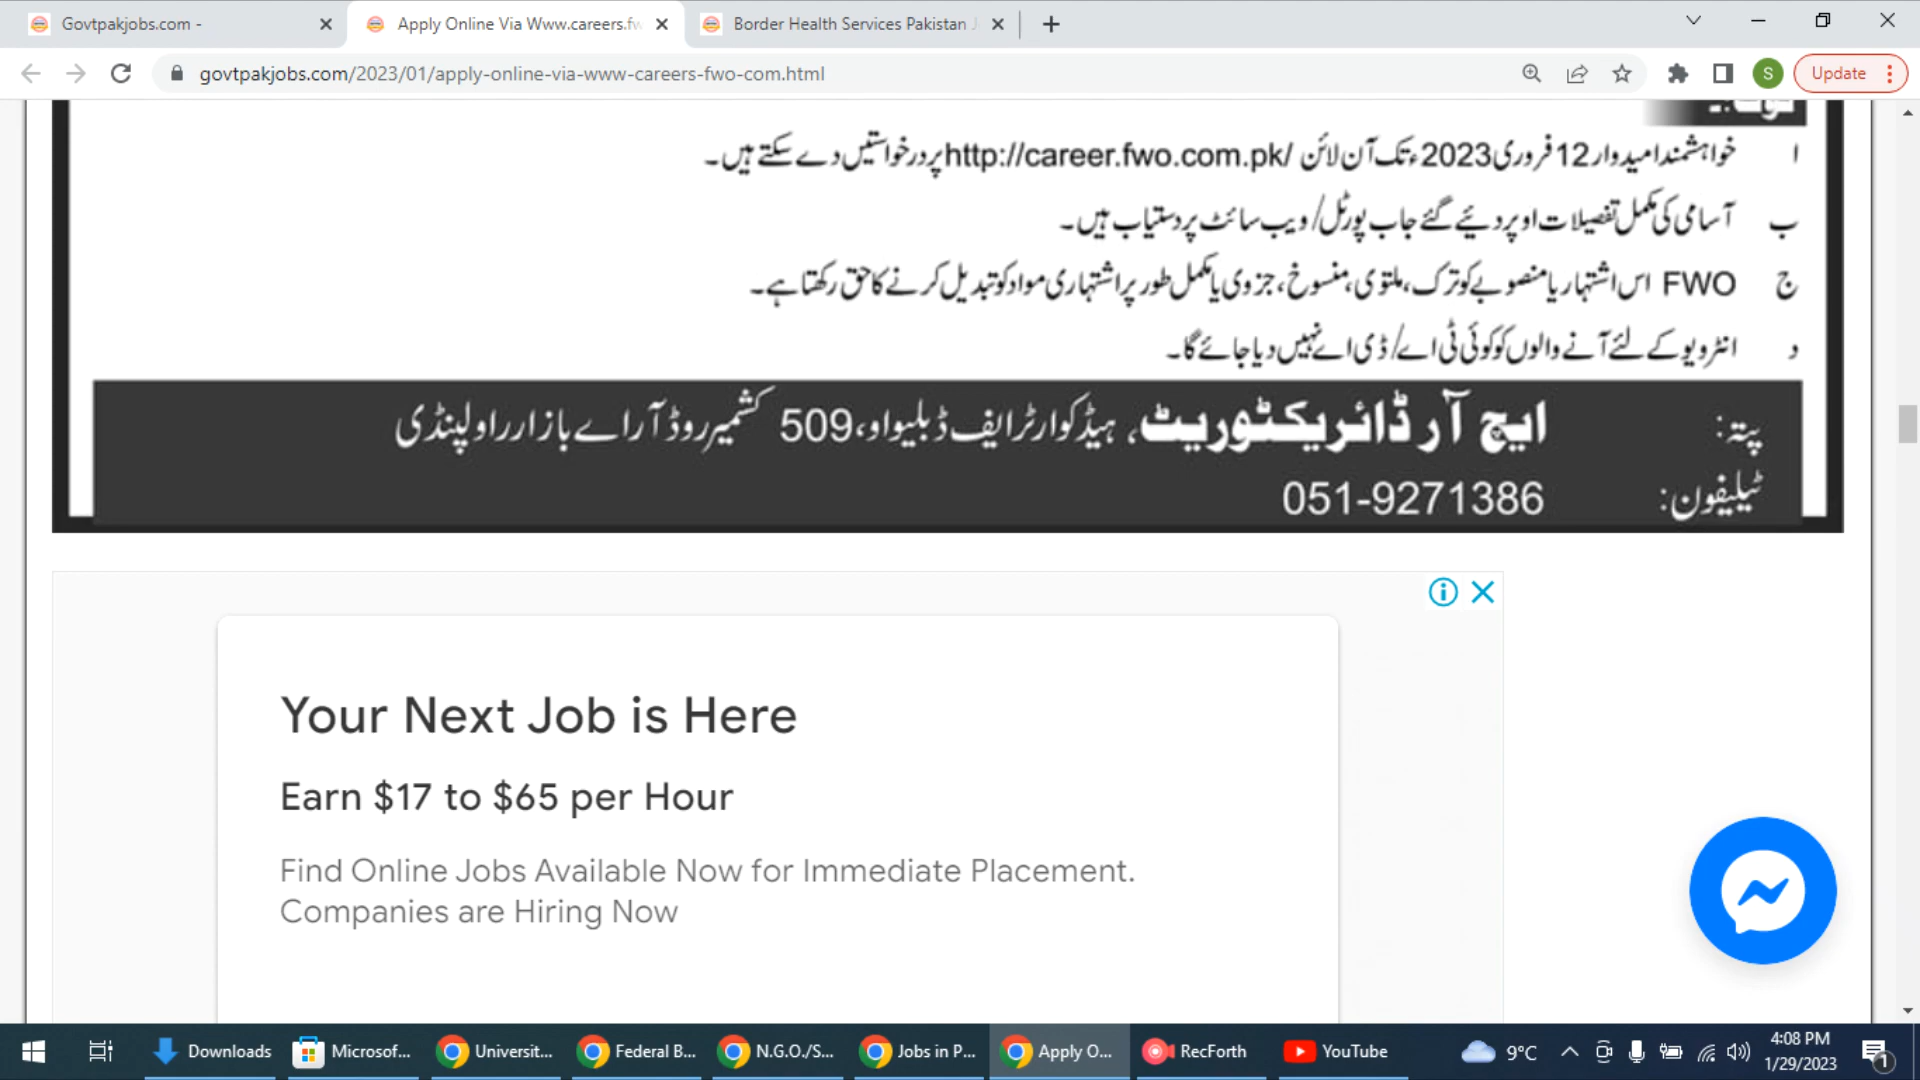 Govtpakjobs.com -
Apply Online Via Www.careers.fw
Border Health Services Pakistan J
govtpakjobs.com/2023/01/apply-online-via-www-careers-fwo-com.html
S
Update
ا خواہشمند امیدوار 12 فروری 2023ء تک آن لائن http://career.fwo.com.pk/ پر درخواستیں دے سکتے ہیں۔
ب آسامی کی مکمل تفصیلات اوپر دیئے گئے جاب پورٹل/ ویب سائٹ پر دستیاب ہیں۔
ج FWO اس اشتہار یا منصوبے کو ترک، ملتوی، منسوخ، جزوی یا مکمل طور پر اشتہاری مواد کو تبدیل کرنے کا حق رکھتا ہے۔
د انٹرویو کے لئے آنے والوں کو کوئی ٹی اے/ ڈی اے نہیں دیا جائے گا۔
پتہ: ایچ آر ڈائریکٹوریٹ، ہیڈ کوارٹر ایف ڈبلیو او، 509 کشمیر روڈ آر اے بازار راولپنڈی
ٹیلیفون: 051-9271386
Your Next Job is Here
Earn $17 to $65 per Hour
Find Online Jobs Available Now for Immediate Placement.
Companies are Hiring Now
Downloads
Microsof...
Universit...
Federal B...
N.G.O./S...
Jobs in P...
Apply O...
RecForth
YouTube
9°C
4:08 PM
1/29/2023
1